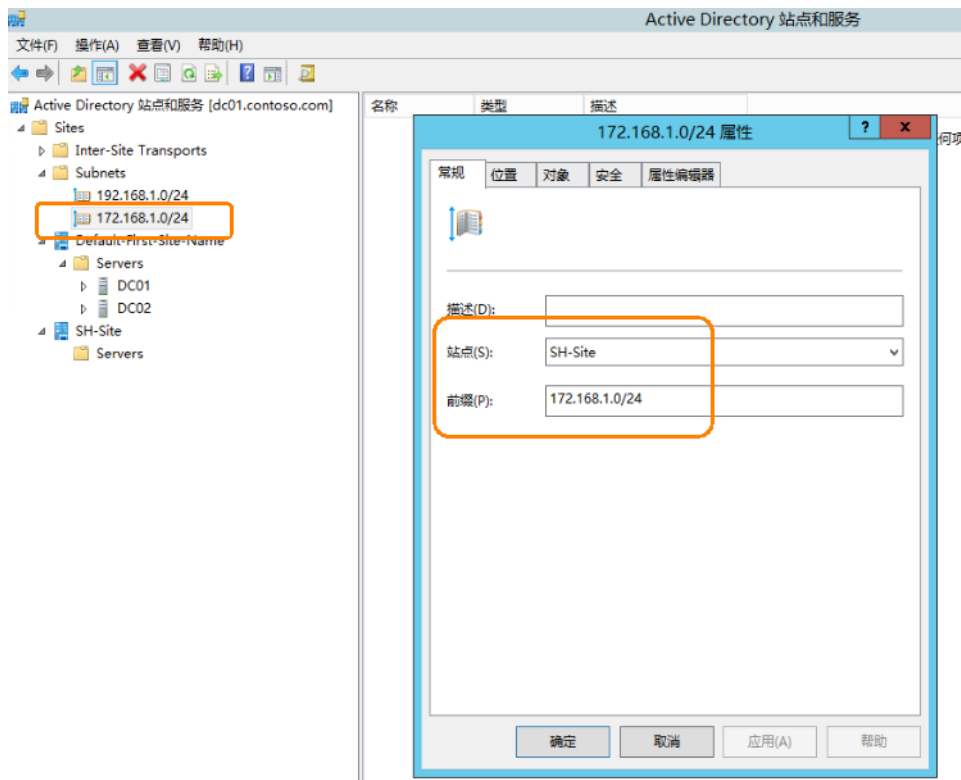 Active Directory 站点和服务
文件(F) 操作(A) 查看(V) 帮助(H)
Active Directory 站点和服务 [dc01.contoso.com]
Sites
Inter-Site Transports
Subnets
192.168.1.0/24
172.168.1.0/24
Default-First-Site-Name
Servers
DC01
DC02
SH-Site
Servers
名称 类型 描述
何项
172.168.1.0/24 属性
? x
常规 位置 对象 安全 属性编辑器
描述(D):
站点(S): SH-Site
前缀(P): 172.168.1.0/24
确定 取消 应用(A) 帮助